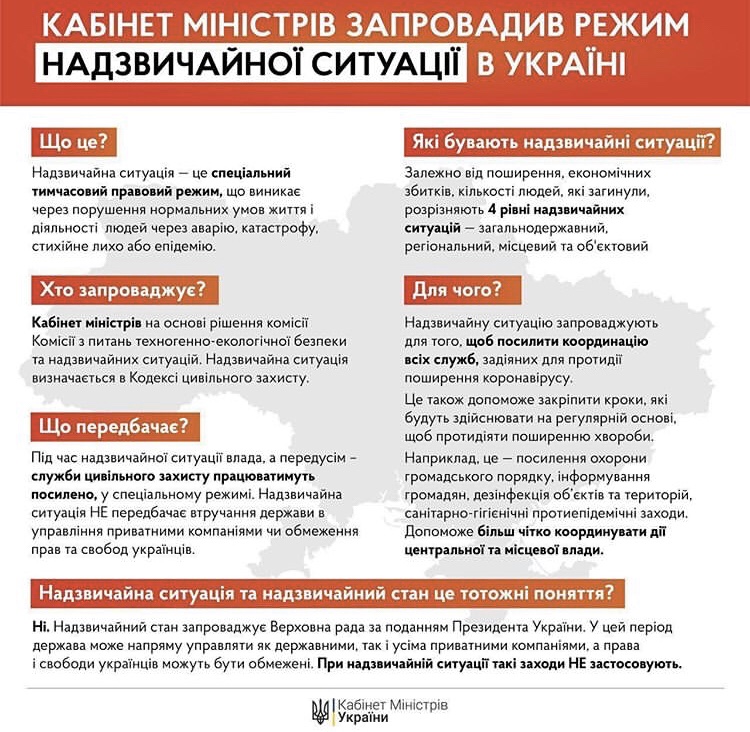 КАБІНЕТ МІНІСТРІВ ЗАПРОВАДИВ РЕЖИМ
НАДЗВИЧАЙНОЇ СИТУАЦІЇ В УКРАЇНІ
Що це?
Надзвичайна ситуація — це спеціальний
тимчасовий правовий режим, що виникає
через порушення нормальних умов життя і
діяльності людей через аварію, катастрофу,
стихійне лихо або епідемію.
Які бувають надзвичайні ситуації?
Залежно від поширення, економічних
збитків, кількості людей, які загинули,
розрізняють 4 рівні надзвичайних
ситуацій — загальнодержавний,
регіональний, місцевий та об'єктовий
Хто запроваджує?
Кабінет міністрів на основі рішення комісії
Комісії з питань техногенно-екологічної безпеки
та надзвичайних ситуацій. Надзвичайна ситуація
визначається в Кодексі цивільного захисту.
Для чого?
Надзвичайну ситуацію запроваджують
для того, щоб посилити координацію
всіх служб, задіяних для протидії
поширення коронавірусу.
Це також допоможе закріпити кроки, які
будуть здійснювати на регулярній основі,
щоб протидіяти поширенню хвороби.
Наприклад, це — посилення охорони
громадського порядку, інформування
громадян, дезінфекція об'єктів та територій,
санітарно-гігієнічні протиепідемічні заходи.
Допоможе більш чітко координувати дії
центральної та місцевої влади.
Що передбачає?
Під час надзвичайної ситуації влада, а передусім –
служби цивільного захисту працюватимуть
посилено, у спеціальному режимі. Надзвичайна
ситуація НЕ передбачає втручання держави в
управління приватними компаніями чи обмеження
прав та свобод українців.
Надзвичайна ситуація та надзвичайний стан це тотожні поняття?
Ні. Надзвичайний стан запроваджує Верховна рада за поданням Президента України. У цей період
держава може напряму управляти як державними, так і усіма приватними компаніями, а права
і свободи українців можуть бути обмежені. При надзвичайній ситуації такі заходи НЕ застосовують.
Кабінет Міністрів
України